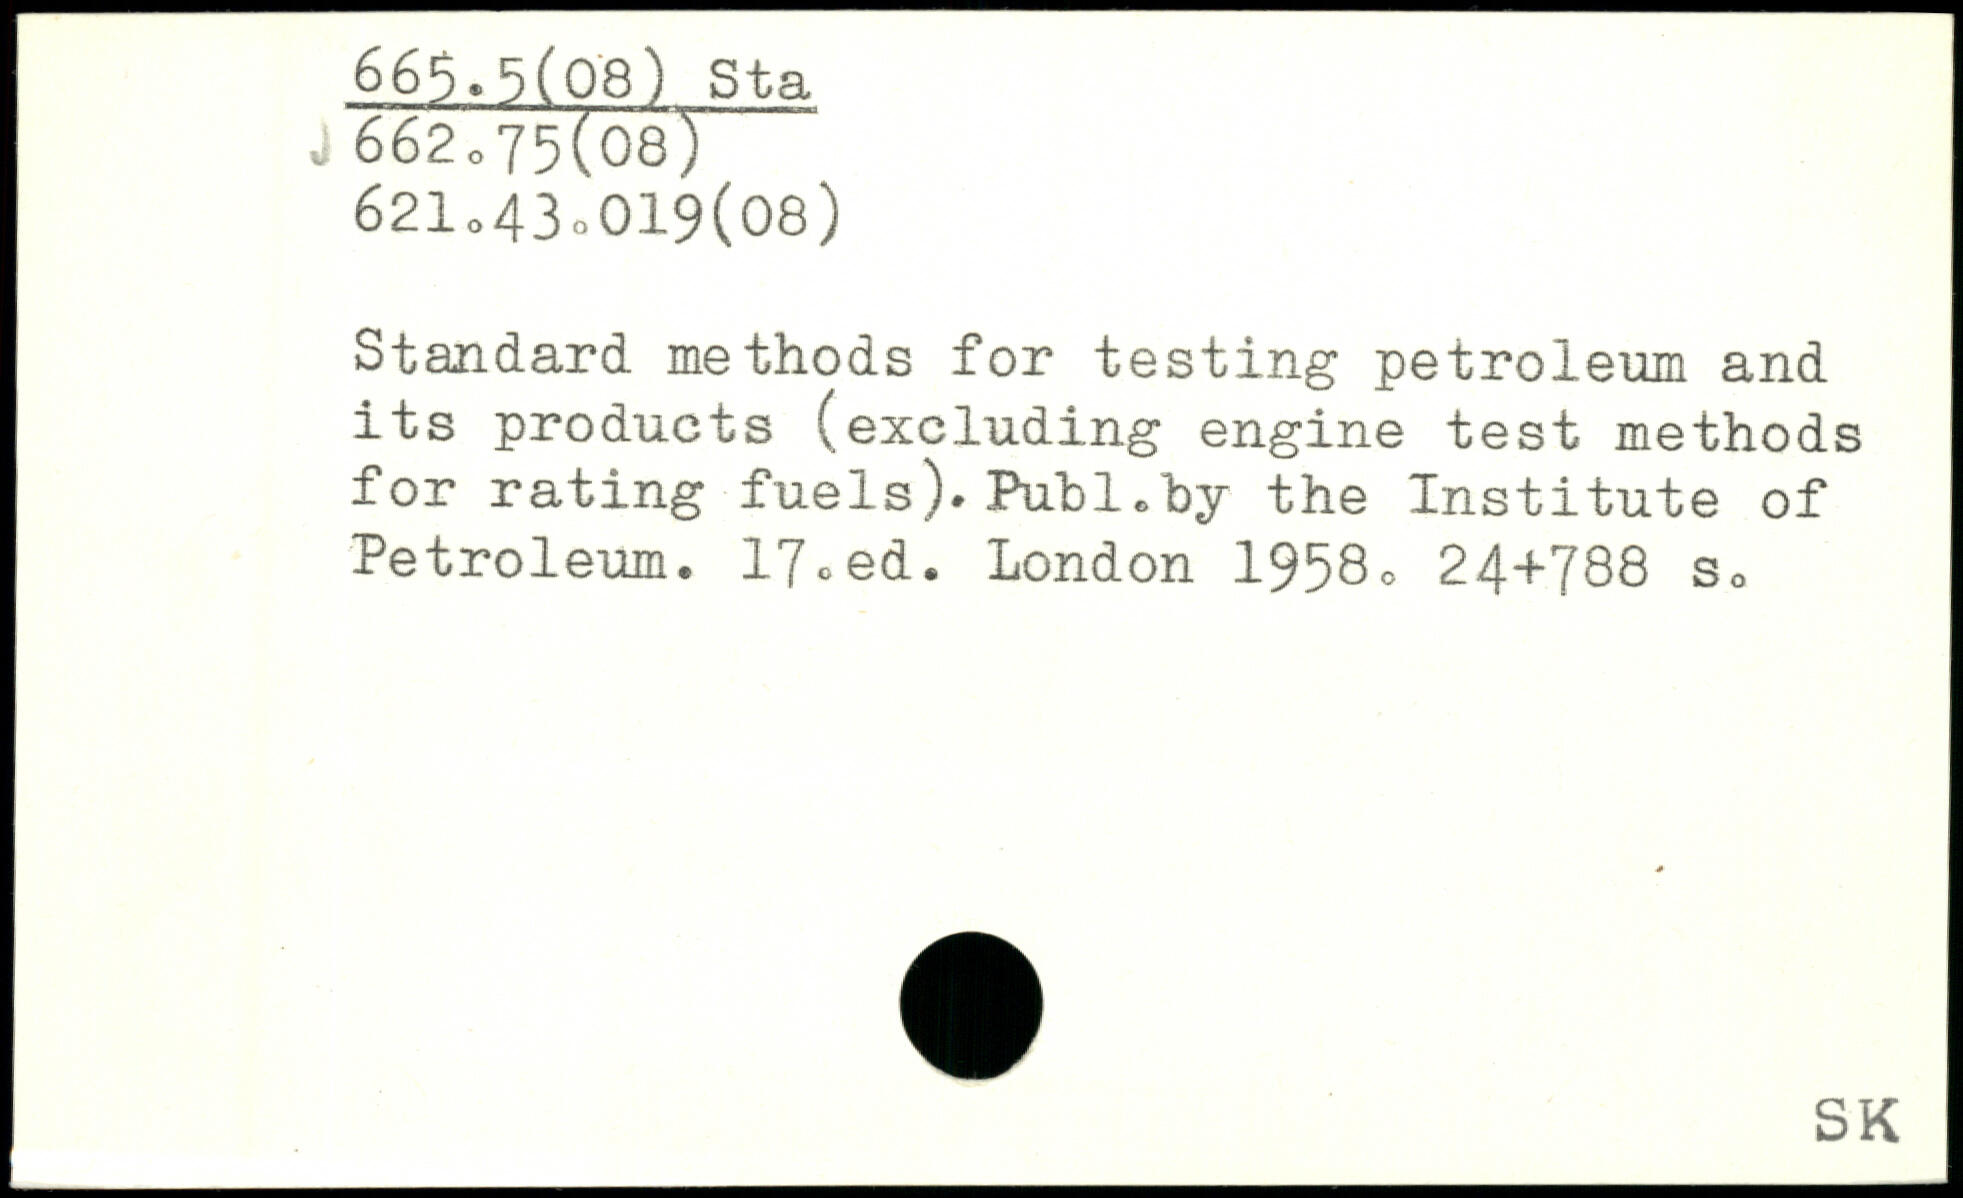 665.5(08) Sta
662.75(08)
621.43.019(08)
Standard methods for testing petroleum and
its products (excluding engine test methods
for rating fuels). Publ.by the Institute of
Petroleum. 17.ed. London 1958. 24+788 s.
SK